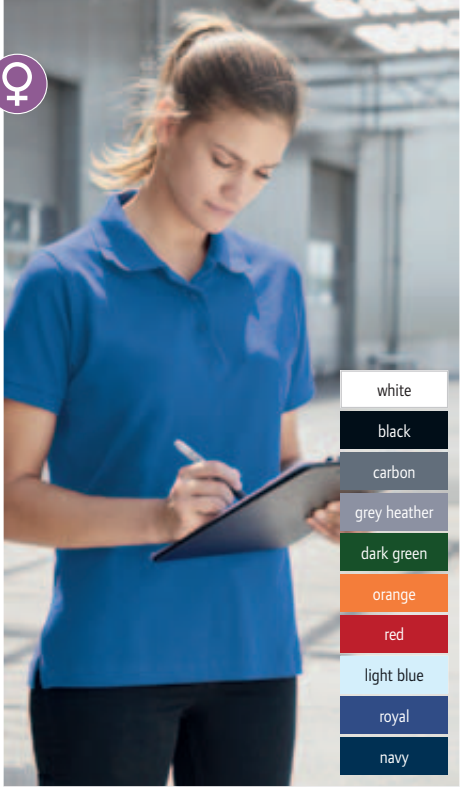 white
black
carbon
grey heather
dark green
orange
red
light blue
royal
navy